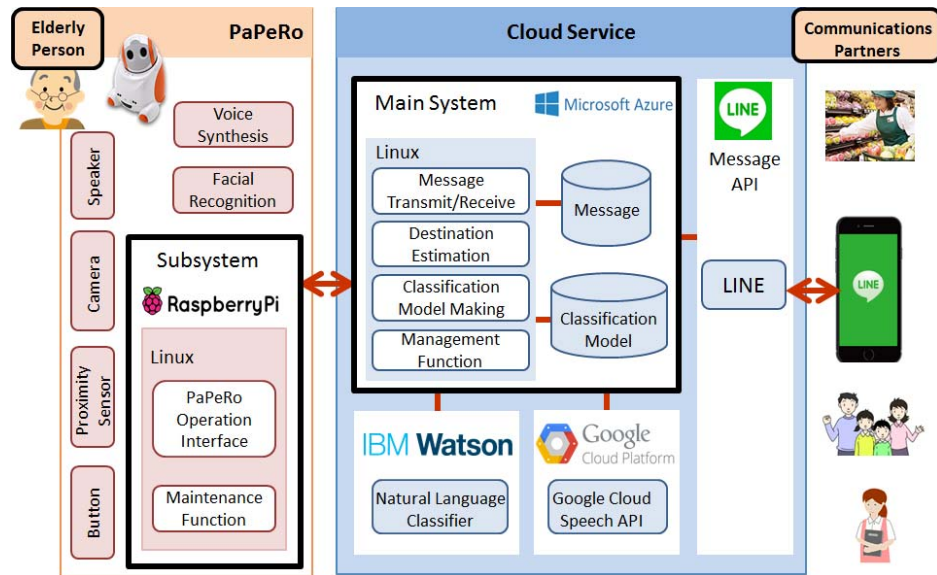 Elderly
Person
PaPeRo
Speaker
Camera
Proximity
Sensor
Button
Voice
Synthesis
Facial
Recognition
Subsystem
RaspberryPi
Linux
PaPeRo
Operation
Interface
Maintenance
Function
Cloud Service
Main System
Microsoft Azure
Linux
Message
Transmit/Receive
Destination
Estimation
Classification
Model Making
Management
Function
Message
Classification
Model
IBM Watson
Natural Language
Classifier
Google
Cloud Platform
Google Cloud
Speech API
LINE
Message
API
LINE
Communications
Partners
LINE